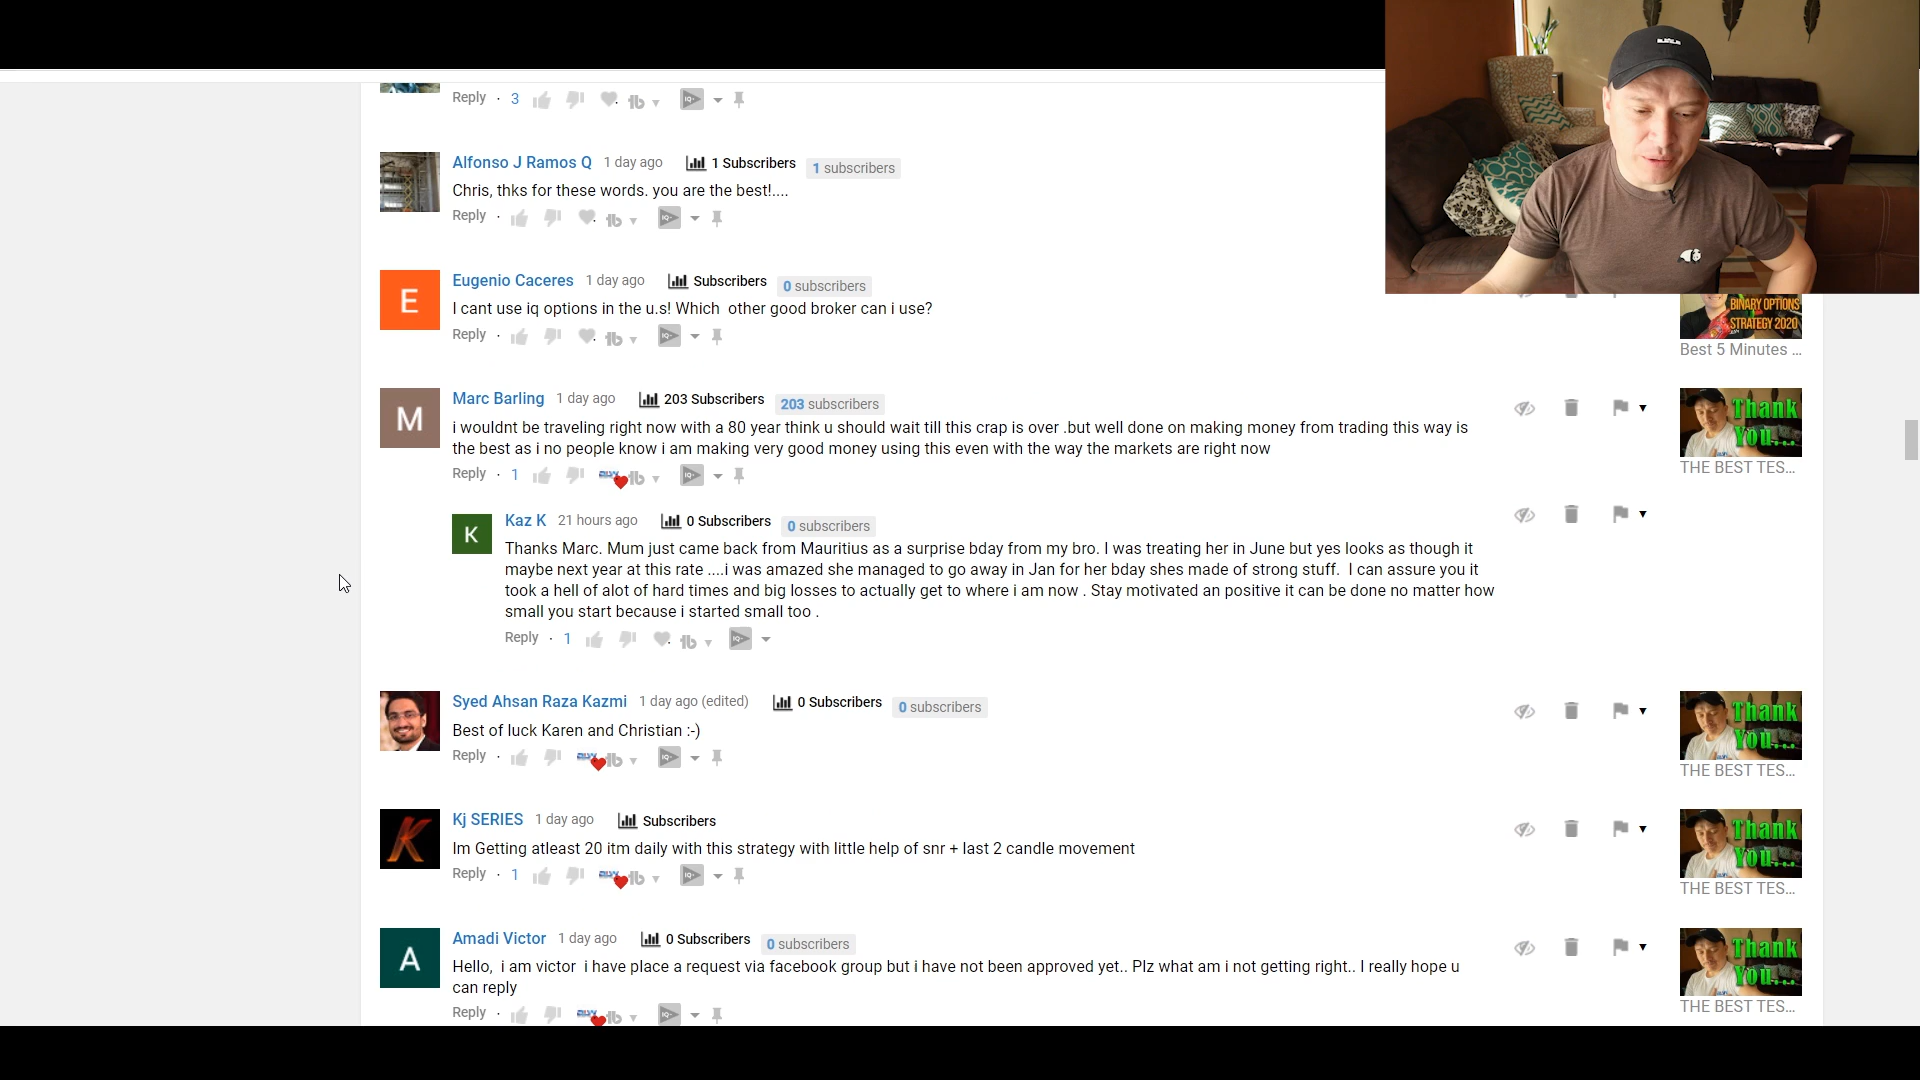 Reply · 3
Alfonso J Ramos Q 1 day ago 1 Subscribers 1 subscribers
Chris, thks for these words. you are the best!....
Reply ·
Eugenio Caceres 1 day ago Subscribers 0 subscribers
I cant use iq options in the u.s! Which other good broker can i use?
Reply ·
BINARY OPTIONS
STRATEGY 2020
Best 5 Minutes ...
Marc Barling 1 day ago 203 Subscribers 203 subscribers
i wouldnt be traveling right now with a 80 year think u should wait till this crap is over .but well done on making money from trading this way is
the best as i no people know i am making very good money using this even with the way the markets are right now
Reply · 1
Thank
You...
THE BEST TES...
Kaz K 21 hours ago 0 Subscribers 0 subscribers
Thanks Marc. Mum just came back from Mauritius as a surprise bday from my bro. I was treating her in June but yes looks as though it
maybe next year at this rate ....i was amazed she managed to go away in Jan for her bday shes made of strong stuff. I can assure you it
took a hell of alot of hard times and big losses to actually get to where i am now . Stay motivated an positive it can be done no matter how
small you start because i started small too .
Reply · 1
Syed Ahsan Raza Kazmi 1 day ago (edited) 0 Subscribers 0 subscribers
Best of luck Karen and Christian :-)
Reply ·
Thank
You...
THE BEST TES...
Kj SERIES 1 day ago Subscribers
Im Getting atleast 20 itm daily with this strategy with little help of snr + last 2 candle movement
Reply · 1
Thank
You...
THE BEST TES...
Amadi Victor 1 day ago 0 Subscribers 0 subscribers
Hello, i am victor i have place a request via facebook group but i have not been approved yet.. Plz what am i not getting right.. I really hope u
can reply
Reply ·
Thank
You...
THE BEST TES...